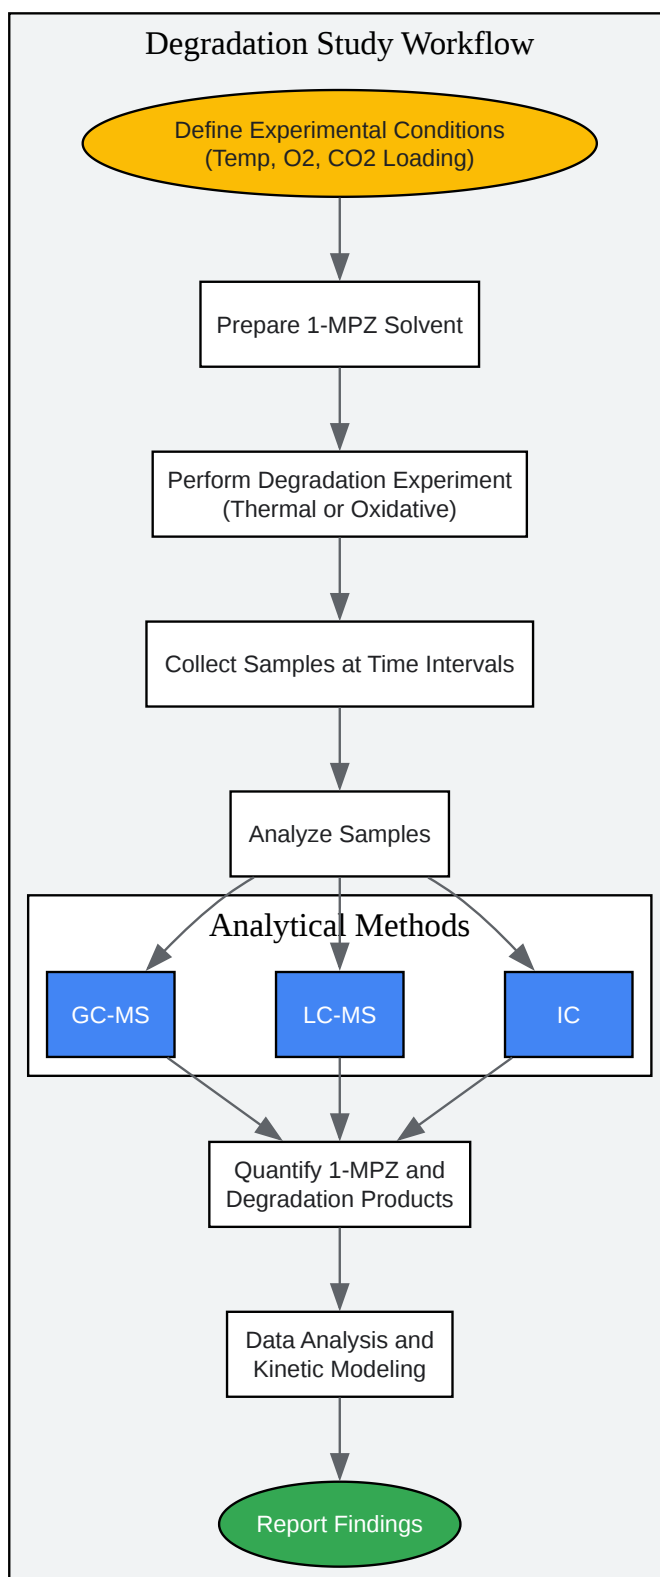 Degradation Study Workflow
Define Experimental Conditions
(Temp, O2, CO2 Loading)
Prepare 1-MPZ Solvent
Perform Degradation Experiment
(Thermal or Oxidative)
Collect Samples at Time Intervals
Analyze Samples
Analytical Methods
GC-MS
LC-MS
IC
Quantify 1-MPZ and
Degradation Products
Data Analysis and
Kinetic Modeling
Report Findings